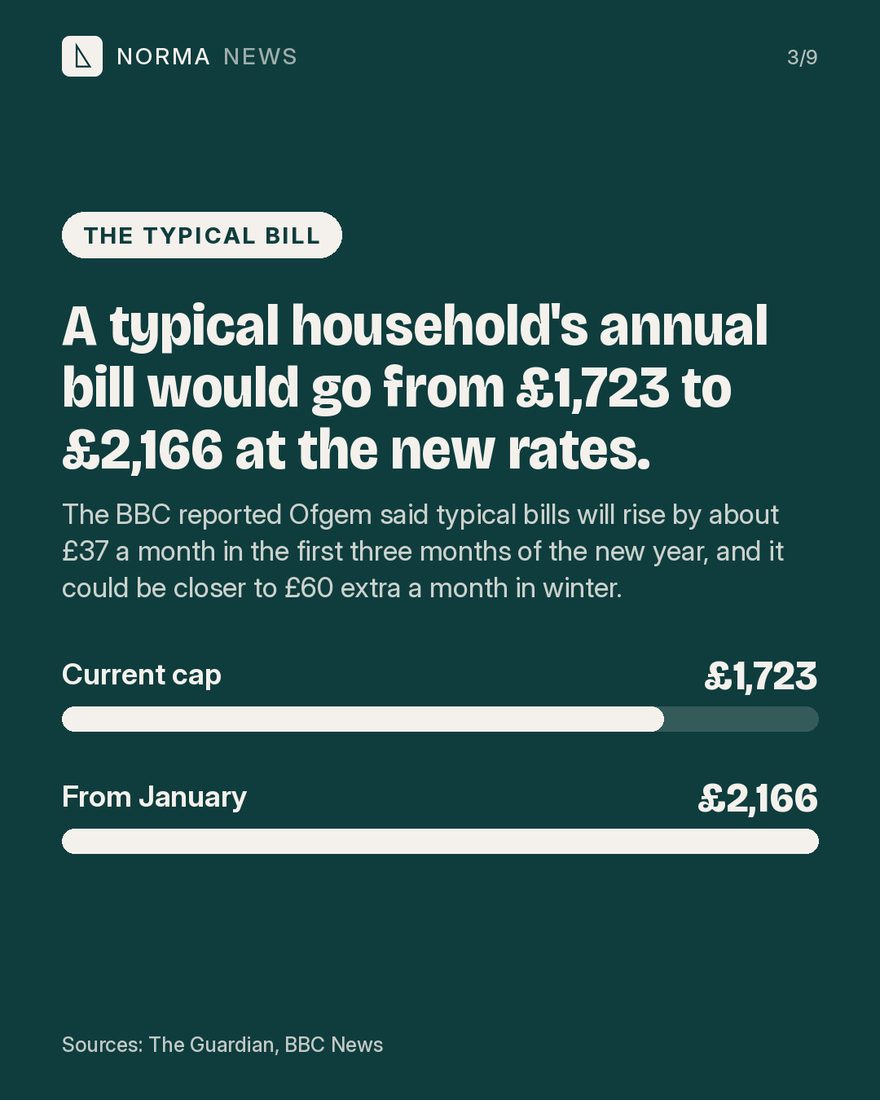 NORMA NEWS
3/9
THE TYPICAL BILL
A typical household's annual
bill would go from £1,723 to
£2,166 at the new rates.
The BBC reported Ofgem said typical bills will rise by about
£37 a month in the first three months of the new year, and it
could be closer to £60 extra a month in winter.
Current cap
£1,723
From January
£2,166
Sources: The Guardian, BBC News